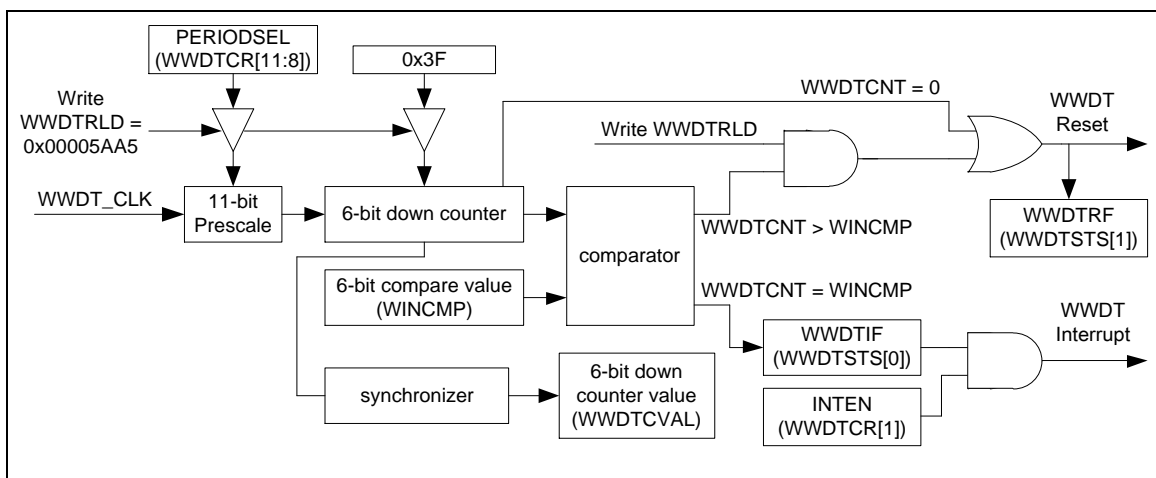 PERIODSEL
(WWDTCR[11:8])
0x3F
Write
WWDTRLD =
0x00005AA5
WWDTCNT = 0
WWDT
Reset
Write WWDTRLD
WWDT_CLK
11-bit
Prescale
6-bit down counter
WWDTCNT > WINCMP
WWDTRF
(WWDTSTS[1])
comparator
6-bit compare value
(WINCMP)
WWDTCNT = WINCMP
WWDT
Interrupt
WWDTIF
(WWDTSTS[0])
synchronizer
6-bit down
counter value
(WWDTCVAL)
INTEN
(WWDTCR[1])